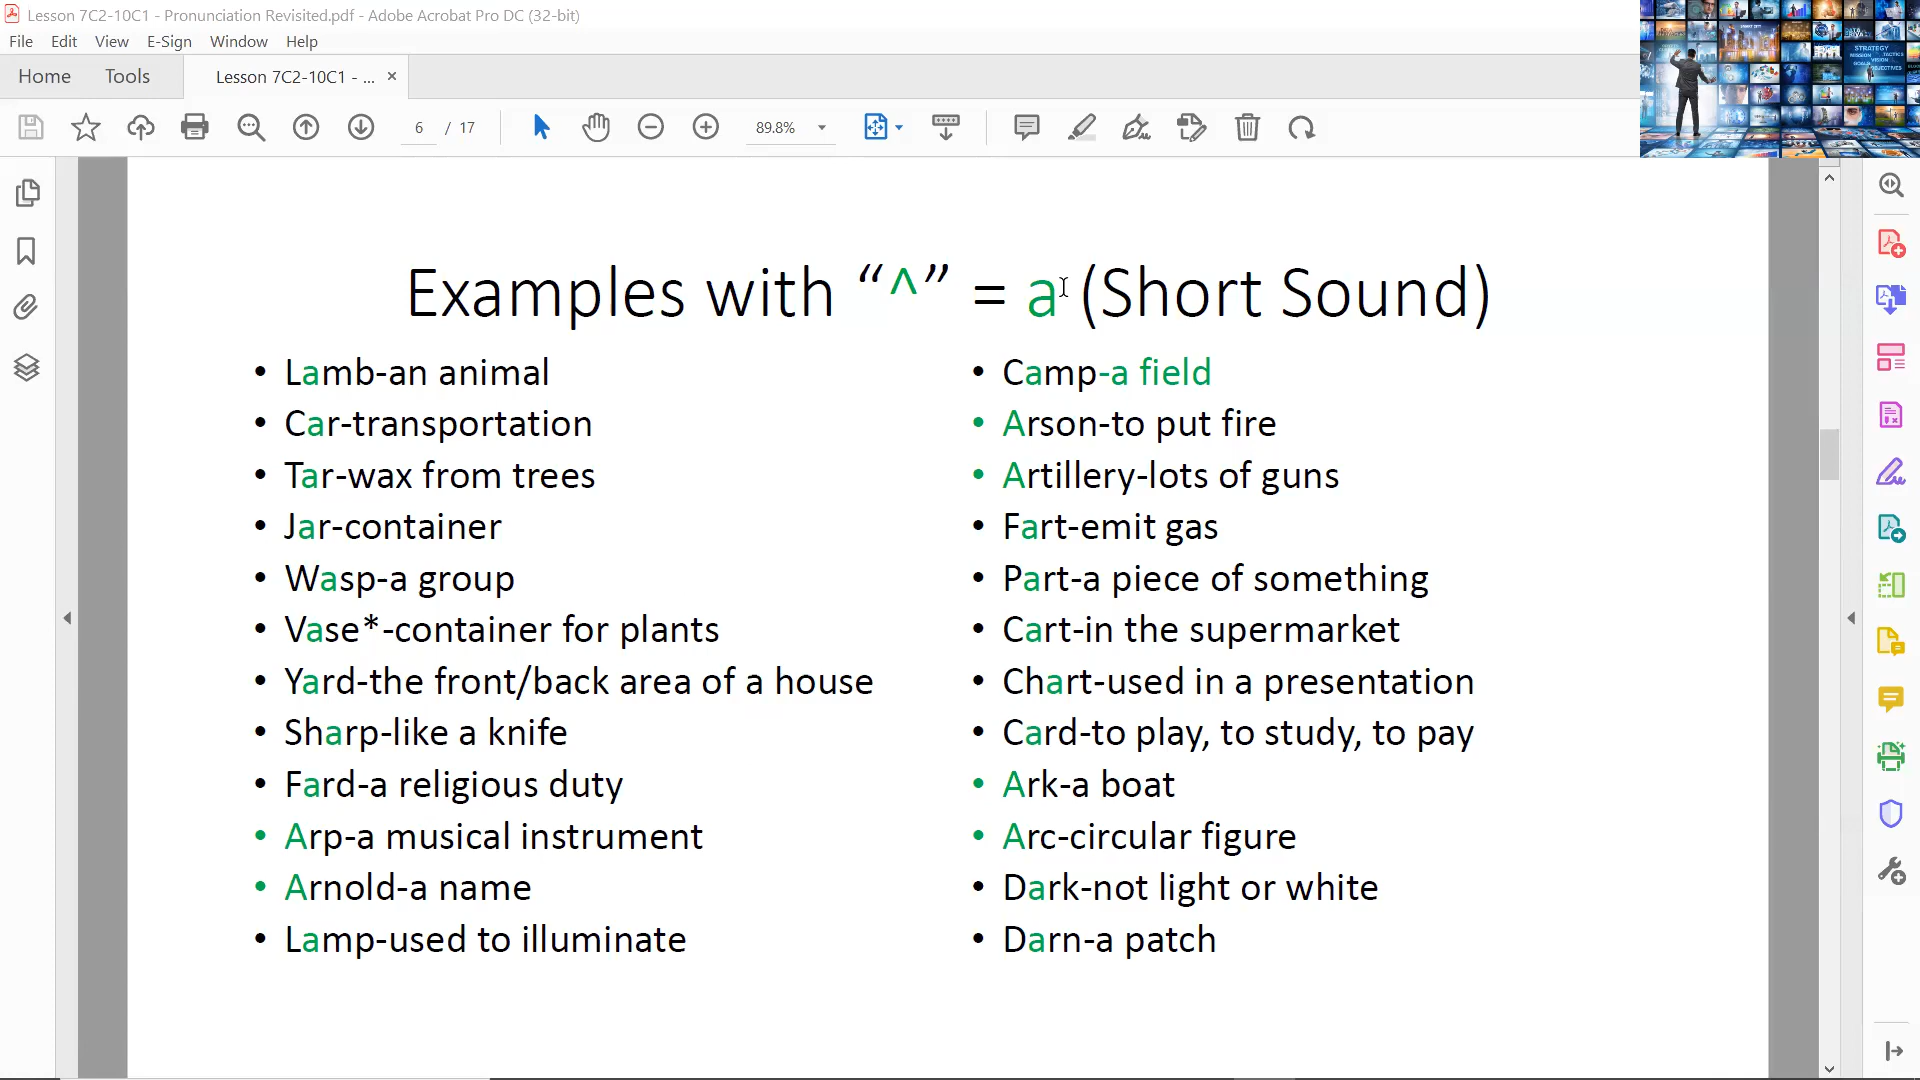 Lesson 7C2-10C1 - Pronunciation Revisited.pdf - Adobe Acrobat Pro DC (32-bit)
File Edit View E-Sign Window Help
Home Tools Lesson 7C2-10C1 - ... ×
6 / 17 89.8%
STRATEGY
MISSION TACTICS
VISION
GOALS OBJECTIVES
Examples with “^” = a (Short Sound)
• Lamb-an animal
• Car-transportation
• Tar-wax from trees
• Jar-container
• Wasp-a group
• Vase*-container for plants
• Yard-the front/back area of a house
• Sharp-like a knife
• Fard-a religious duty
• Arp-a musical instrument
• Arnold-a name
• Lamp-used to illuminate
• Camp-a field
• Arson-to put fire
• Artillery-lots of guns
• Fart-emit gas
• Part-a piece of something
• Cart-in the supermarket
• Chart-used in a presentation
• Card-to play, to study, to pay
• Ark-a boat
• Arc-circular figure
• Dark-not light or white
• Darn-a patch